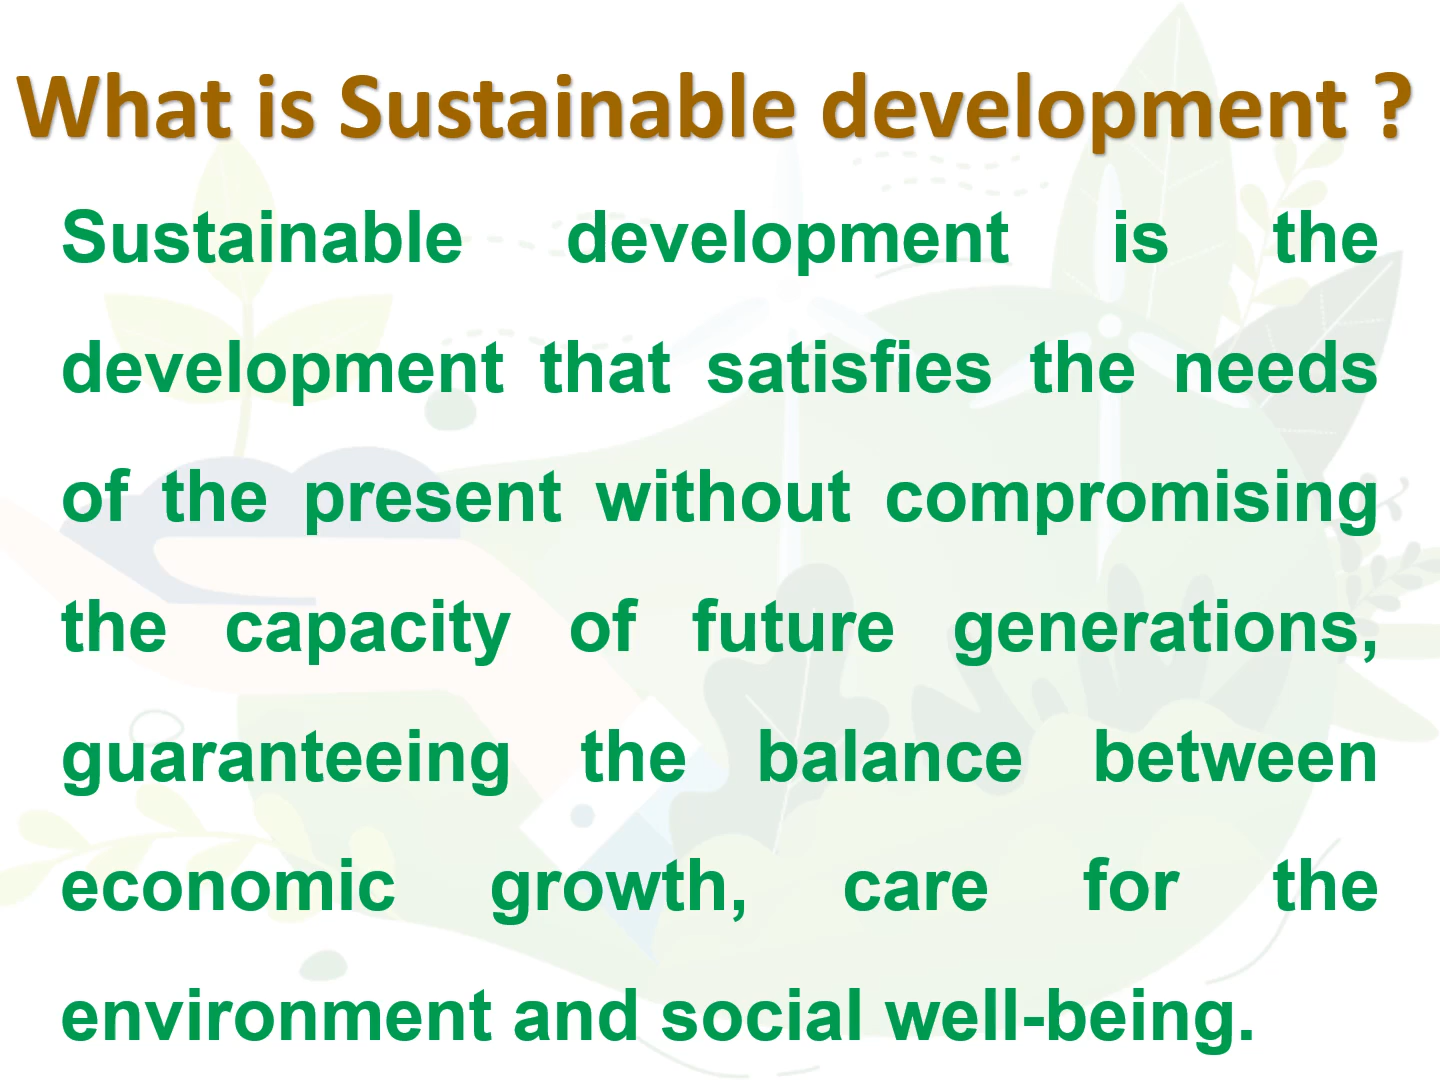 What is Sustainable development ?
Sustainable development is the
development that satisfies the needs
of the present without compromising
the capacity of future generations,
guaranteeing the balance between
economic growth, care for the
environment and social well-being.